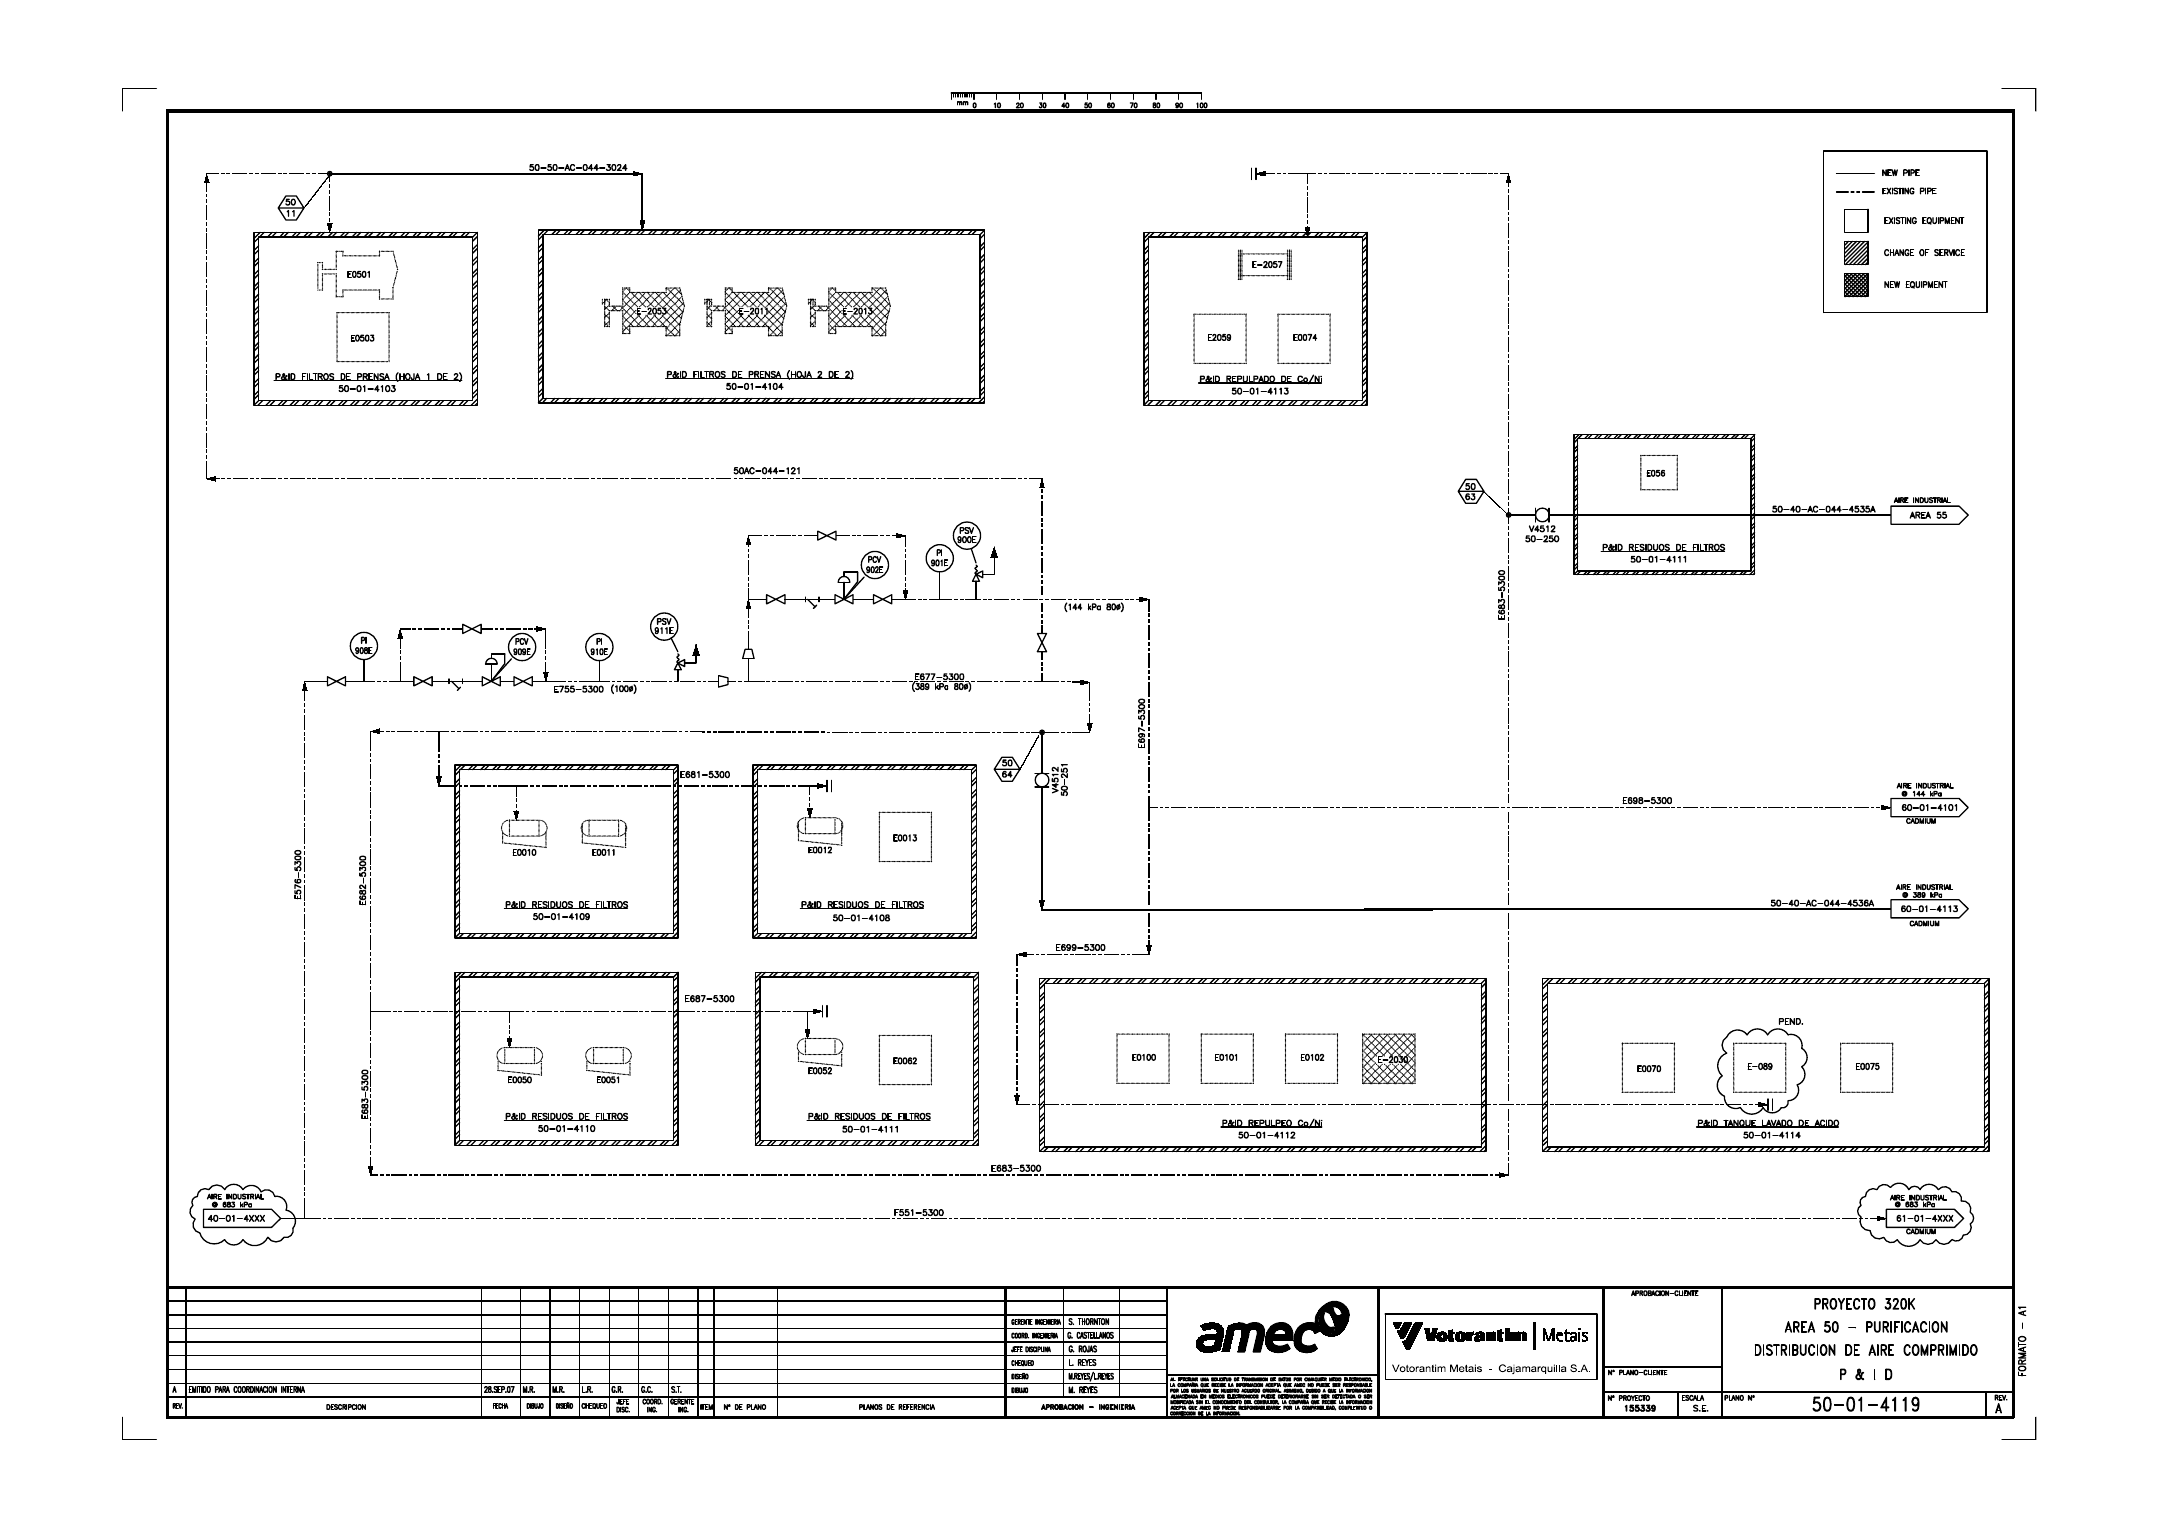 mm 0 10 20 30 40 50 60 70 80 90 100
50-50-AC-044-3024
50
11
NEW PIPE
EXISTING PIPE
EXISTING EQUIPMENT
CHANGE OF SERVICE
NEW EQUIPMENT
E0501
E0503
P&ID FILTROS DE PRENSA (HOJA 1 DE 2)
50-01-4103
E-2053
E-2011
E-2013
P&ID FILTROS DE PRENSA (HOJA 2 DE 2)
50-01-4104
E-2057
E2059
E0074
P&ID REPULPADO DE Co/Ni
50-01-4113
50AC-044-121
50
63
V4512
50-250
E056
P&ID RESIDUOS DE FILTROS
50-01-4111
50-40-AC-044-4535A
AIRE INDUSTRIAL
AREA 55
E683-5300
PSV
900E
PI
901E
PCV
902E
(144 kPa 80ø)
PI
908E
PCV
909E
PI
910E
PSV
911E
E755-5300 (100ø)
E677-5300
(389 kPa 80ø)
E697-5300
50
64
V4512
50-251
E681-5300
E0010
E0011
P&ID RESIDUOS DE FILTROS
50-01-4109
E0012
E0013
P&ID RESIDUOS DE FILTROS
50-01-4108
E576-5300
E682-5300
E698-5300
AIRE INDUSTRIAL
@ 144 kPa
60-01-4101
CADMIUM
50-40-AC-044-4536A
AIRE INDUSTRIAL
@ 389 kPa
60-01-4113
CADMIUM
E699-5300
E687-5300
E0050
E0051
P&ID RESIDUOS DE FILTROS
50-01-4110
E0052
E0062
P&ID RESIDUOS DE FILTROS
50-01-4111
E683-5300
E0100
E0101
E0102
E-2030
P&ID REPULPEO Co/Ni
50-01-4112
PEND.
E0070
E-089
E0075
P&ID TANQUE LAVADO DE ACIDO
50-01-4114
E683-5300
AIRE INDUSTRIAL
@ 683 kPa
40-01-4XXX
F551-5300
AIRE INDUSTRIAL
@ 683 kPa
61-01-4XXX
CADMIUM
A EMITIDO PARA COORDINACION INTERNA 28.SEP.07 M.R. M.R. L.R. G.R. G.C. S.T.
REV. DESCRIPCION FECHA DIBUJO DISEÑO CHEQUEO JEFE DISC. COORD. ING. GERENTE ING. ITEM N° DE PLANO PLANOS DE REFERENCIA
GERENTE INGENIERIA S. THORNTON
COORD. INGENIERIA G. CASTELLANOS
JEFE DISCIPLINA G. ROJAS
CHEQUEO L. REYES
DISEÑO M.REYES/L.REYES
DIBUJO M. REYES
APROBACION - INGENIERIA
amec
Votorantim | Metais
Votorantim Metais - Cajamarquilla S.A.
APROBACION-CLIENTE
N° PLANO-CLIENTE
N° PROYECTO
155339
ESCALA
S.E.
PROYECTO 320K
AREA 50 - PURIFICACION
DISTRIBUCION DE AIRE COMPRIMIDO
P & I D
PLANO N°
50-01-4119
REV.
A
FORMATO - A1